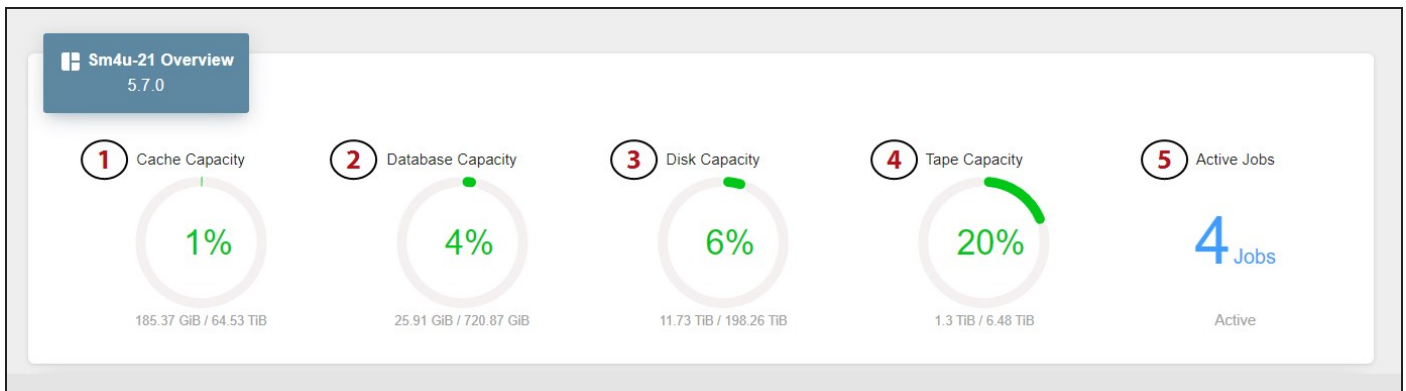 Sm4u-21 Overview
5.7.0
1 Cache Capacity
2 Database Capacity
3 Disk Capacity
4 Tape Capacity
5 Active Jobs
1%
4%
6%
20%
4 Jobs
185.37 GiB / 64.53 TiB
25.91 GiB / 720.87 GiB
11.73 TiB / 198.26 TiB
1.3 TiB / 6.48 TiB
Active